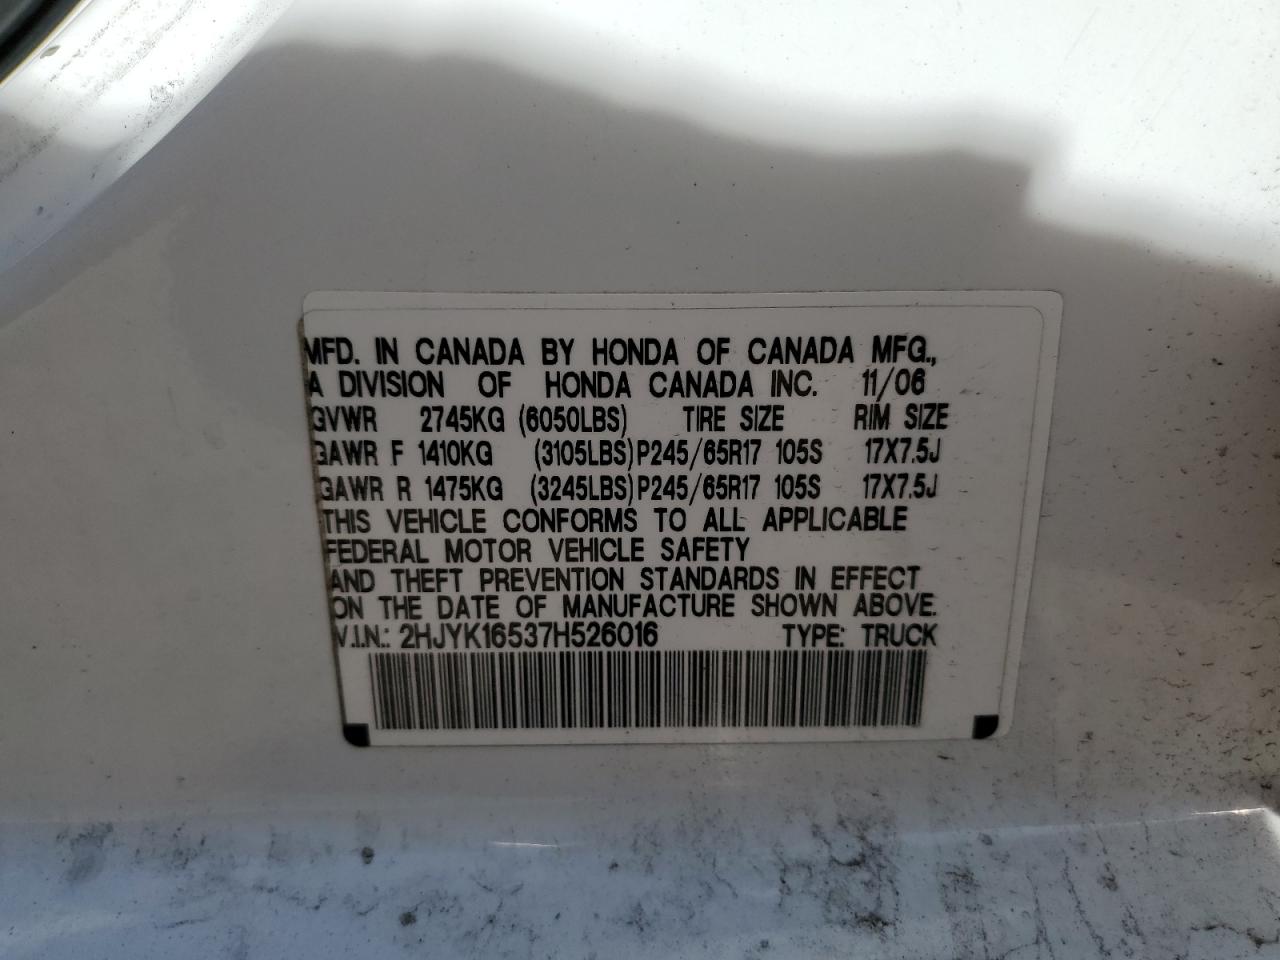 MFD. IN CANADA BY HONDA OF CANADA MFG.,
A DIVISION OF HONDA CANADA INC. 11/06
GVWR 2745KG (6050LBS) TIRE SIZE RIM SIZE
GAWR F 1410KG (3105LBS) P245/65R17 105S 17X7.5J
GAWR R 1475KG (3245LBS) P245/65R17 105S 17X7.5J
THIS VEHICLE CONFORMS TO ALL APPLICABLE
FEDERAL MOTOR VEHICLE SAFETY
AND THEFT PREVENTION STANDARDS IN EFFECT
ON THE DATE OF MANUFACTURE SHOWN ABOVE.
V.I.N.: 2HJYK16537H526016 TYPE: TRUCK